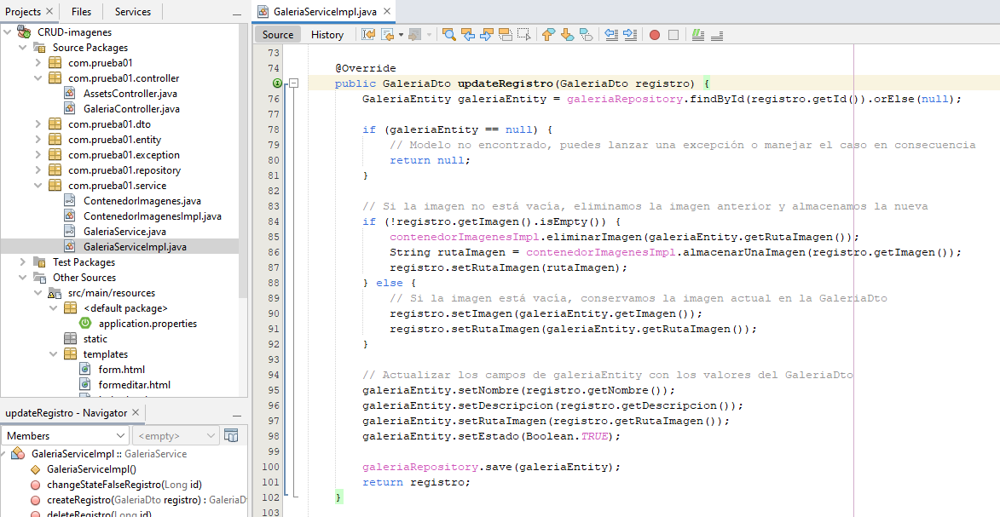 Projects
Files
Services
CRUD-imagenes
Source Packages
com.prueba01
com.prueba01.controller
AssetsController.java
GaleriaController.java
com.prueba01.dto
com.prueba01.entity
com.prueba01.exception
com.prueba01.repository
com.prueba01.service
ContenedorImagenes.java
ContenedorImagenesImpl.java
GaleriaService.java
GaleriaServiceImpl.java
Test Packages
Other Sources
src/main/resources
<default package>
application.properties
static
templates
form.html
formeditar.html
updateRegistro - Navigator
Members
<empty>
GaleriaServiceImpl :: GaleriaService
GaleriaServiceImpl()
changeStateFalseRegistro(Long id)
createRegistro(GaleriaDto registro) : GaleriaDt
deleteRegistro(Long id)
GaleriaServiceImpl.java
Source
History
73
74 @Override
public GaleriaDto updateRegistro(GaleriaDto registro) {
76 GaleriaEntity galeriaEntity = galeriaRepository.findById(registro.getId()).orElse(null);
77
78 if (galeriaEntity == null) {
79 // Modelo no encontrado, puedes lanzar una excepción o manejar el caso en consecuencia
80 return null;
81 }
82
83 // Si la imagen no está vacía, eliminamos la imagen anterior y almacenamos la nueva
84 if (!registro.getImagen().isEmpty()) {
85 contenedorImagenesImpl.eliminarImagen(galeriaEntity.getRutaImagen());
86 String rutaImagen = contenedorImagenesImpl.almacenarUnaImagen(registro.getImagen());
87 registro.setRutaImagen(rutaImagen);
88 } else {
89 // Si la imagen está vacía, conservamos la imagen actual en la GaleriaDto
90 registro.setImagen(galeriaEntity.getImagen());
91 registro.setRutaImagen(galeriaEntity.getRutaImagen());
92 }
93
94 // Actualizar los campos de galeriaEntity con los valores del GaleriaDto
95 galeriaEntity.setNombre(registro.getNombre());
96 galeriaEntity.setDescripcion(registro.getDescripcion());
97 galeriaEntity.setRutaImagen(registro.getRutaImagen());
98 galeriaEntity.setEstado(Boolean.TRUE);
99
100 galeriaRepository.save(galeriaEntity);
101 return registro;
102 }
103